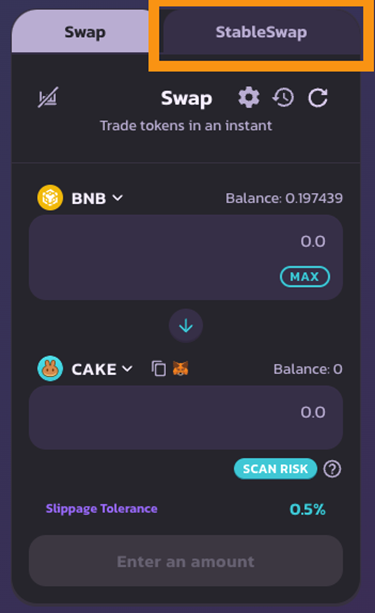 Swap
StableSwap
Swap
Trade tokens in an instant
BNB
Balance: 0.197439
0.0
MAX
CAKE
Balance: 0
0.0
SCAN RISK ?
Slippage Tolerance
0.5%
Enter an amount